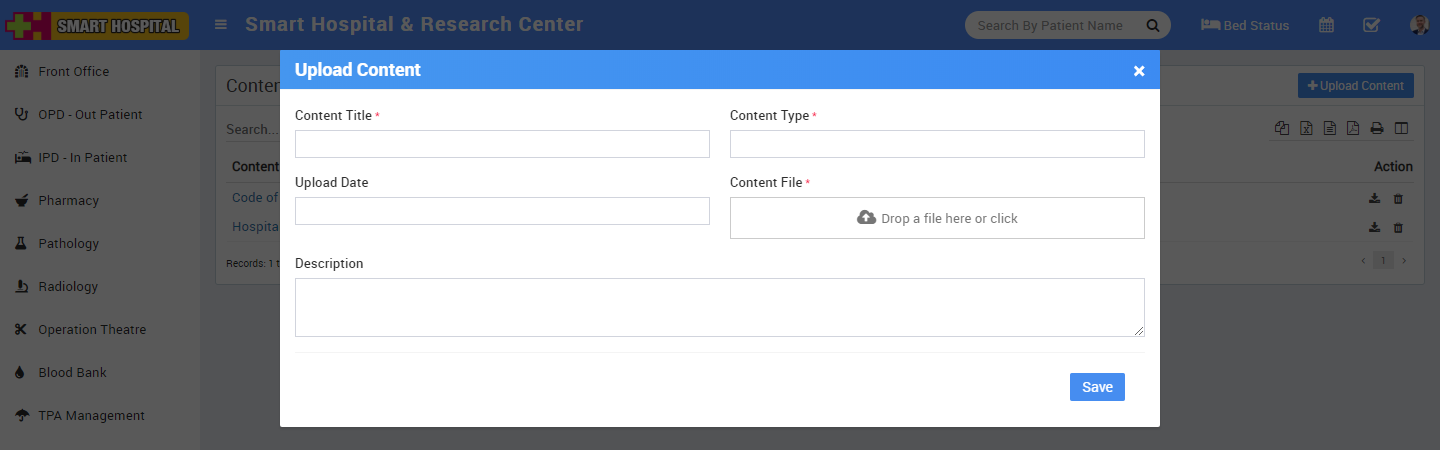 SMART HOSPITAL
Smart Hospital & Research Center
Search By Patient Name
Bed Status
Front Office
OPD - Out Patient
IPD - In Patient
Pharmacy
Pathology
Radiology
Operation Theatre
Blood Bank
TPA Management
Conten
+Upload Content
Search...
Content
Action
Code of
Hospita
Records: 1 t
‹ 1 ›
Upload Content
×
Content Title *
Content Type *
Upload Date
Content File *
Drop a file here or click
Description
Save